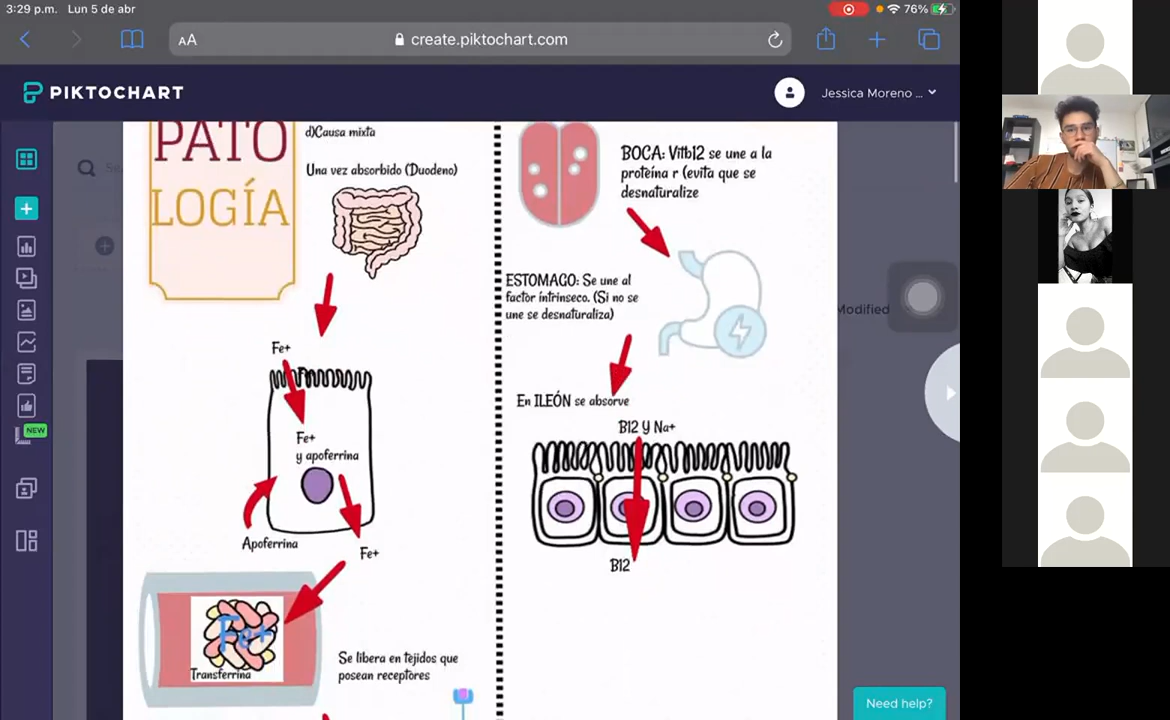 3:29 p.m. Lun 5 de abr
76%
AA
create.piktochart.com
PIKTOCHART
Jessica Moreno ...
NEW
PATO
LOGÍA
d)Causa mixta
Una vez absorbido (Duodeno)
Fe+
Fe+
y apoferrina
Apoferrina
Fe+
Fe+
Transferrina
Se libera en tejidos que
posean receptores
BOCA: Vitb12 se une a la
proteína r (evita que se
desnaturalize
ESTOMAGO: Se une al
factor intrinseco. (Si no se
une se desnaturaliza)
En ILEÓN se absorve
B12 y Na+
B12
Modified
Need help?